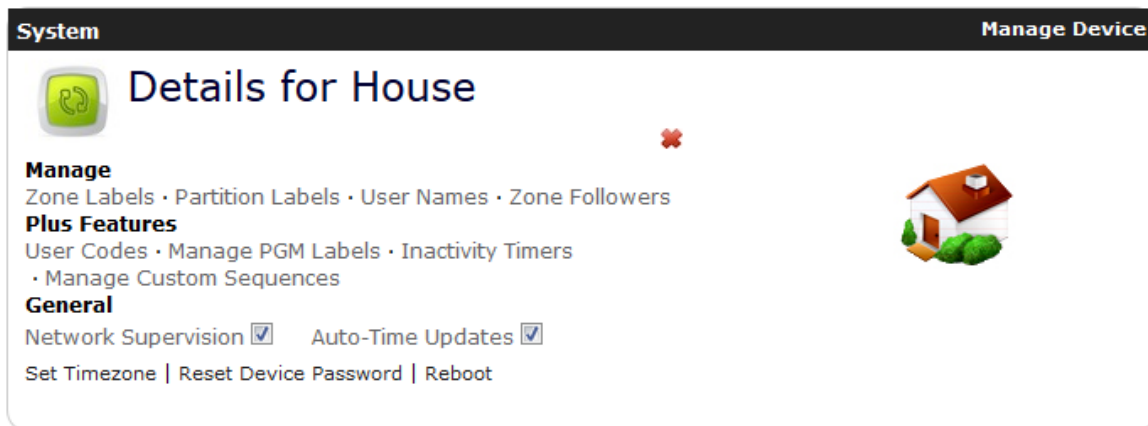 System Manage Device
Details for House
Manage
Zone Labels · Partition Labels · User Names · Zone Followers
Plus Features
User Codes · Manage PGM Labels · Inactivity Timers
· Manage Custom Sequences
General
Network Supervision Auto-Time Updates
Set Timezone | Reset Device Password | Reboot